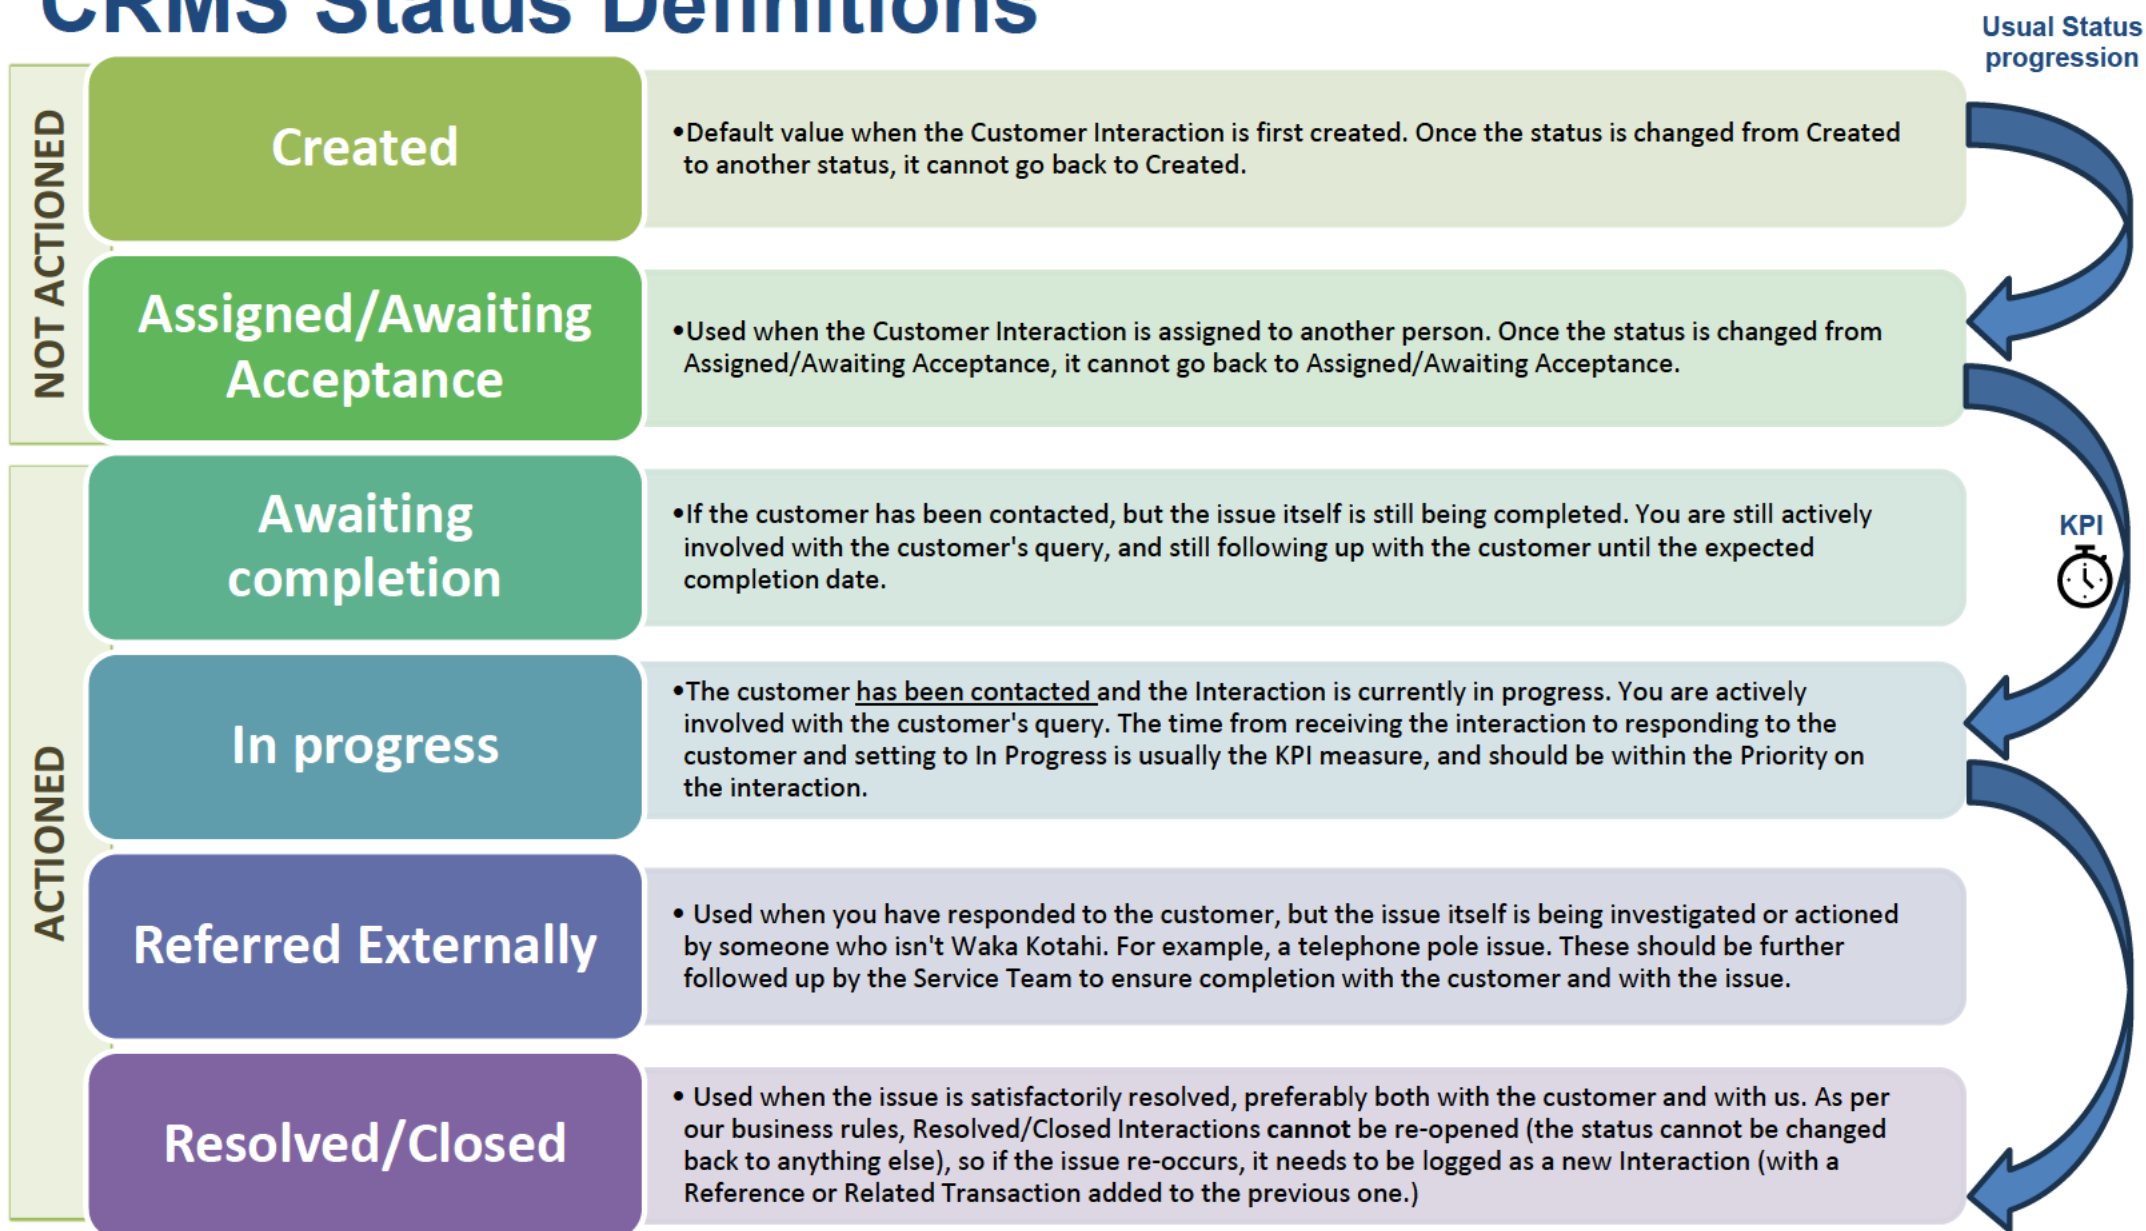 CRMS Status Definitions
Usual Status
progression
NOT ACTIONED
Created
•Default value when the Customer Interaction is first created. Once the status is changed from Created
to another status, it cannot go back to Created.
Assigned/Awaiting
Acceptance
•Used when the Customer Interaction is assigned to another person. Once the status is changed from
Assigned/Awaiting Acceptance, it cannot go back to Assigned/Awaiting Acceptance.
ACTIONED
Awaiting
completion
•If the customer has been contacted, but the issue itself is still being completed. You are still actively
involved with the customer's query, and still following up with the customer until the expected
completion date.
KPI
In progress
•The customer has been contacted and the Interaction is currently in progress. You are actively
involved with the customer's query. The time from receiving the interaction to responding to the
customer and setting to In Progress is usually the KPI measure, and should be within the Priority on
the interaction.
Referred Externally
• Used when you have responded to the customer, but the issue itself is being investigated or actioned
by someone who isn't Waka Kotahi. For example, a telephone pole issue. These should be further
followed up by the Service Team to ensure completion with the customer and with the issue.
Resolved/Closed
• Used when the issue is satisfactorily resolved, preferably both with the customer and with us. As per
our business rules, Resolved/Closed Interactions cannot be re-opened (the status cannot be changed
back to anything else), so if the issue re-occurs, it needs to be logged as a new Interaction (with a
Reference or Related Transaction added to the previous one.)